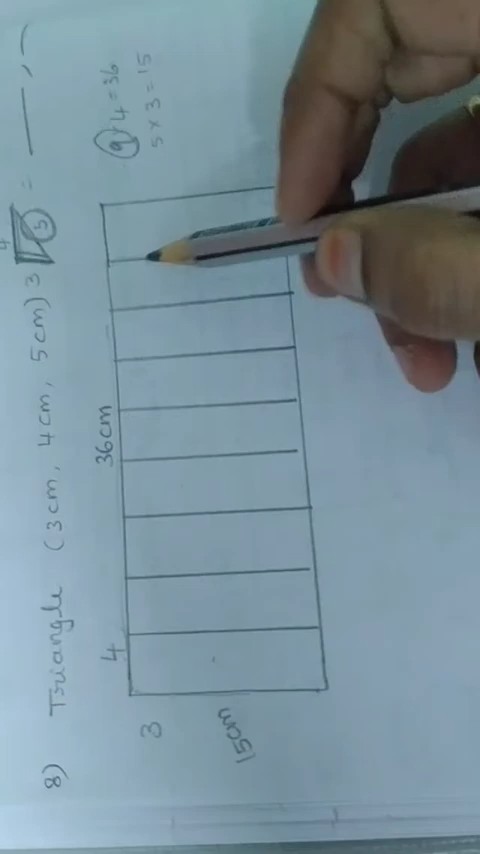 8) Triangle (3cm, 4cm, 5cm) 3 4 5 = — , —
9 × 4 = 36
5 × 3 = 15
4
36cm
3
15cm